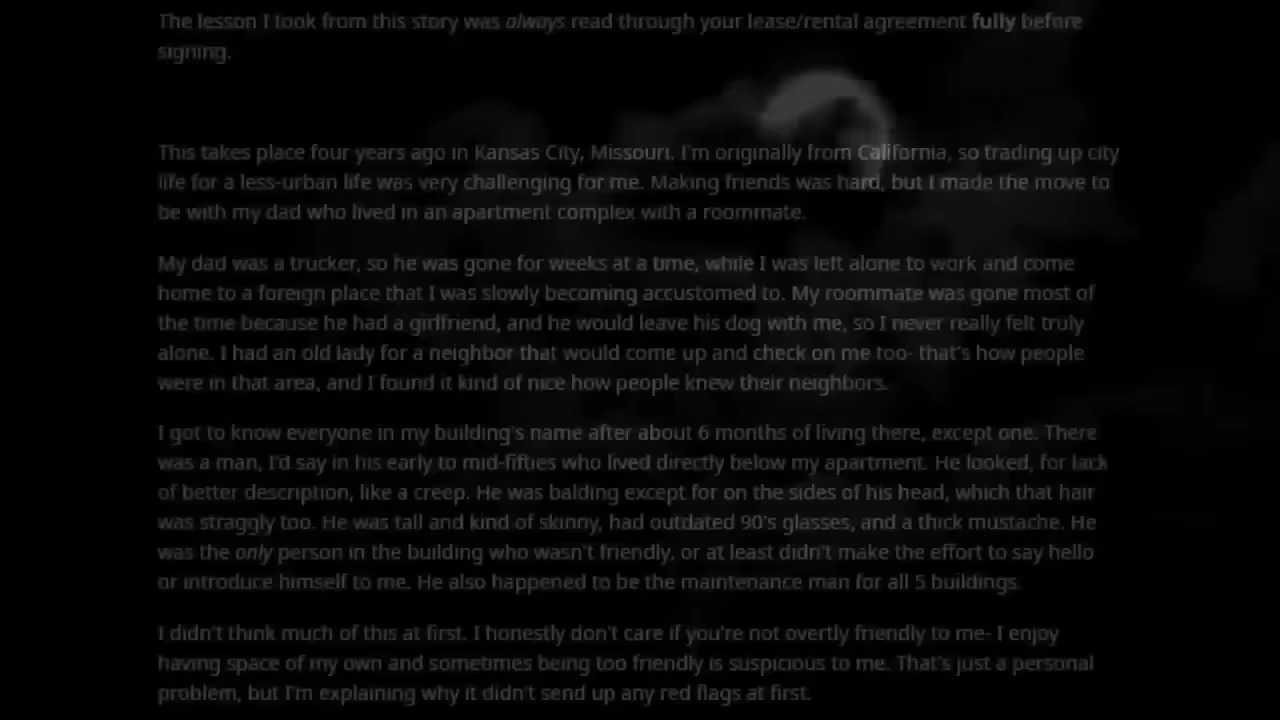 The lesson I took from this story was always read through your lease/rental agreement fully before
signing.
This takes place four years ago in Kansas City, Missouri. I'm originally from California, so trading up city
life for a less-urban life was very challenging for me. Making friends was hard, but I made the move to
be with my dad who lived in an apartment complex with a roommate.
My dad was a trucker, so he was gone for weeks at a time, while I was left alone to work and come
home to a foreign place that I was slowly becoming accustomed to. My roommate was gone most of
the time because he had a girlfriend, and he would leave his dog with me, so I never really felt truly
alone. I had an old lady for a neighbor that would come up and check on me too- that's how people
were in that area, and I found it kind of nice how people knew their neighbors.
I got to know everyone in my building's name after about 6 months of living there, except one. There
was a man, I'd say in his early to mid-fifties who lived directly below my apartment. He looked, for lack
of better description, like a creep. He was balding except for on the sides of his head, which that hair
was straggly too. He was tall and kind of skinny, had outdated 90's glasses, and a thick mustache. He
was the only person in the building who wasn't friendly, or at least didn't make the effort to say hello
or introduce himself to me. He also happened to be the maintenance man for all 5 buildings.
I didn't think much of this at first. I honestly don't care if you're not overtly friendly to me- I enjoy
having space of my own and sometimes being too friendly is suspicious to me. That's just a personal
problem, but I'm explaining why it didn't send up any red flags at first.